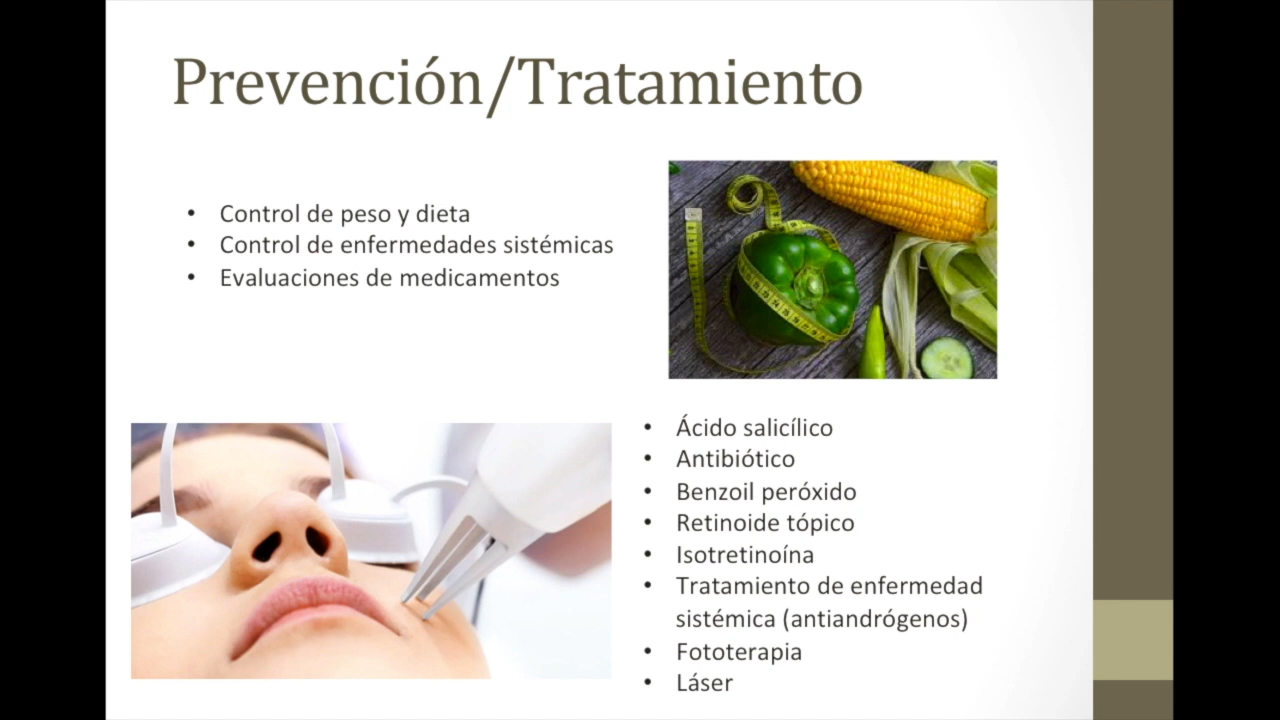 Prevención/Tratamiento
• Control de peso y dieta
• Control de enfermedades sistémicas
• Evaluaciones de medicamentos
• Ácido salicílico
• Antibiótico
• Benzoil peróxido
• Retinoide tópico
• Isotretinoína
• Tratamiento de enfermedad
sistémica (antiandrógenos)
• Fototerapia
• Láser